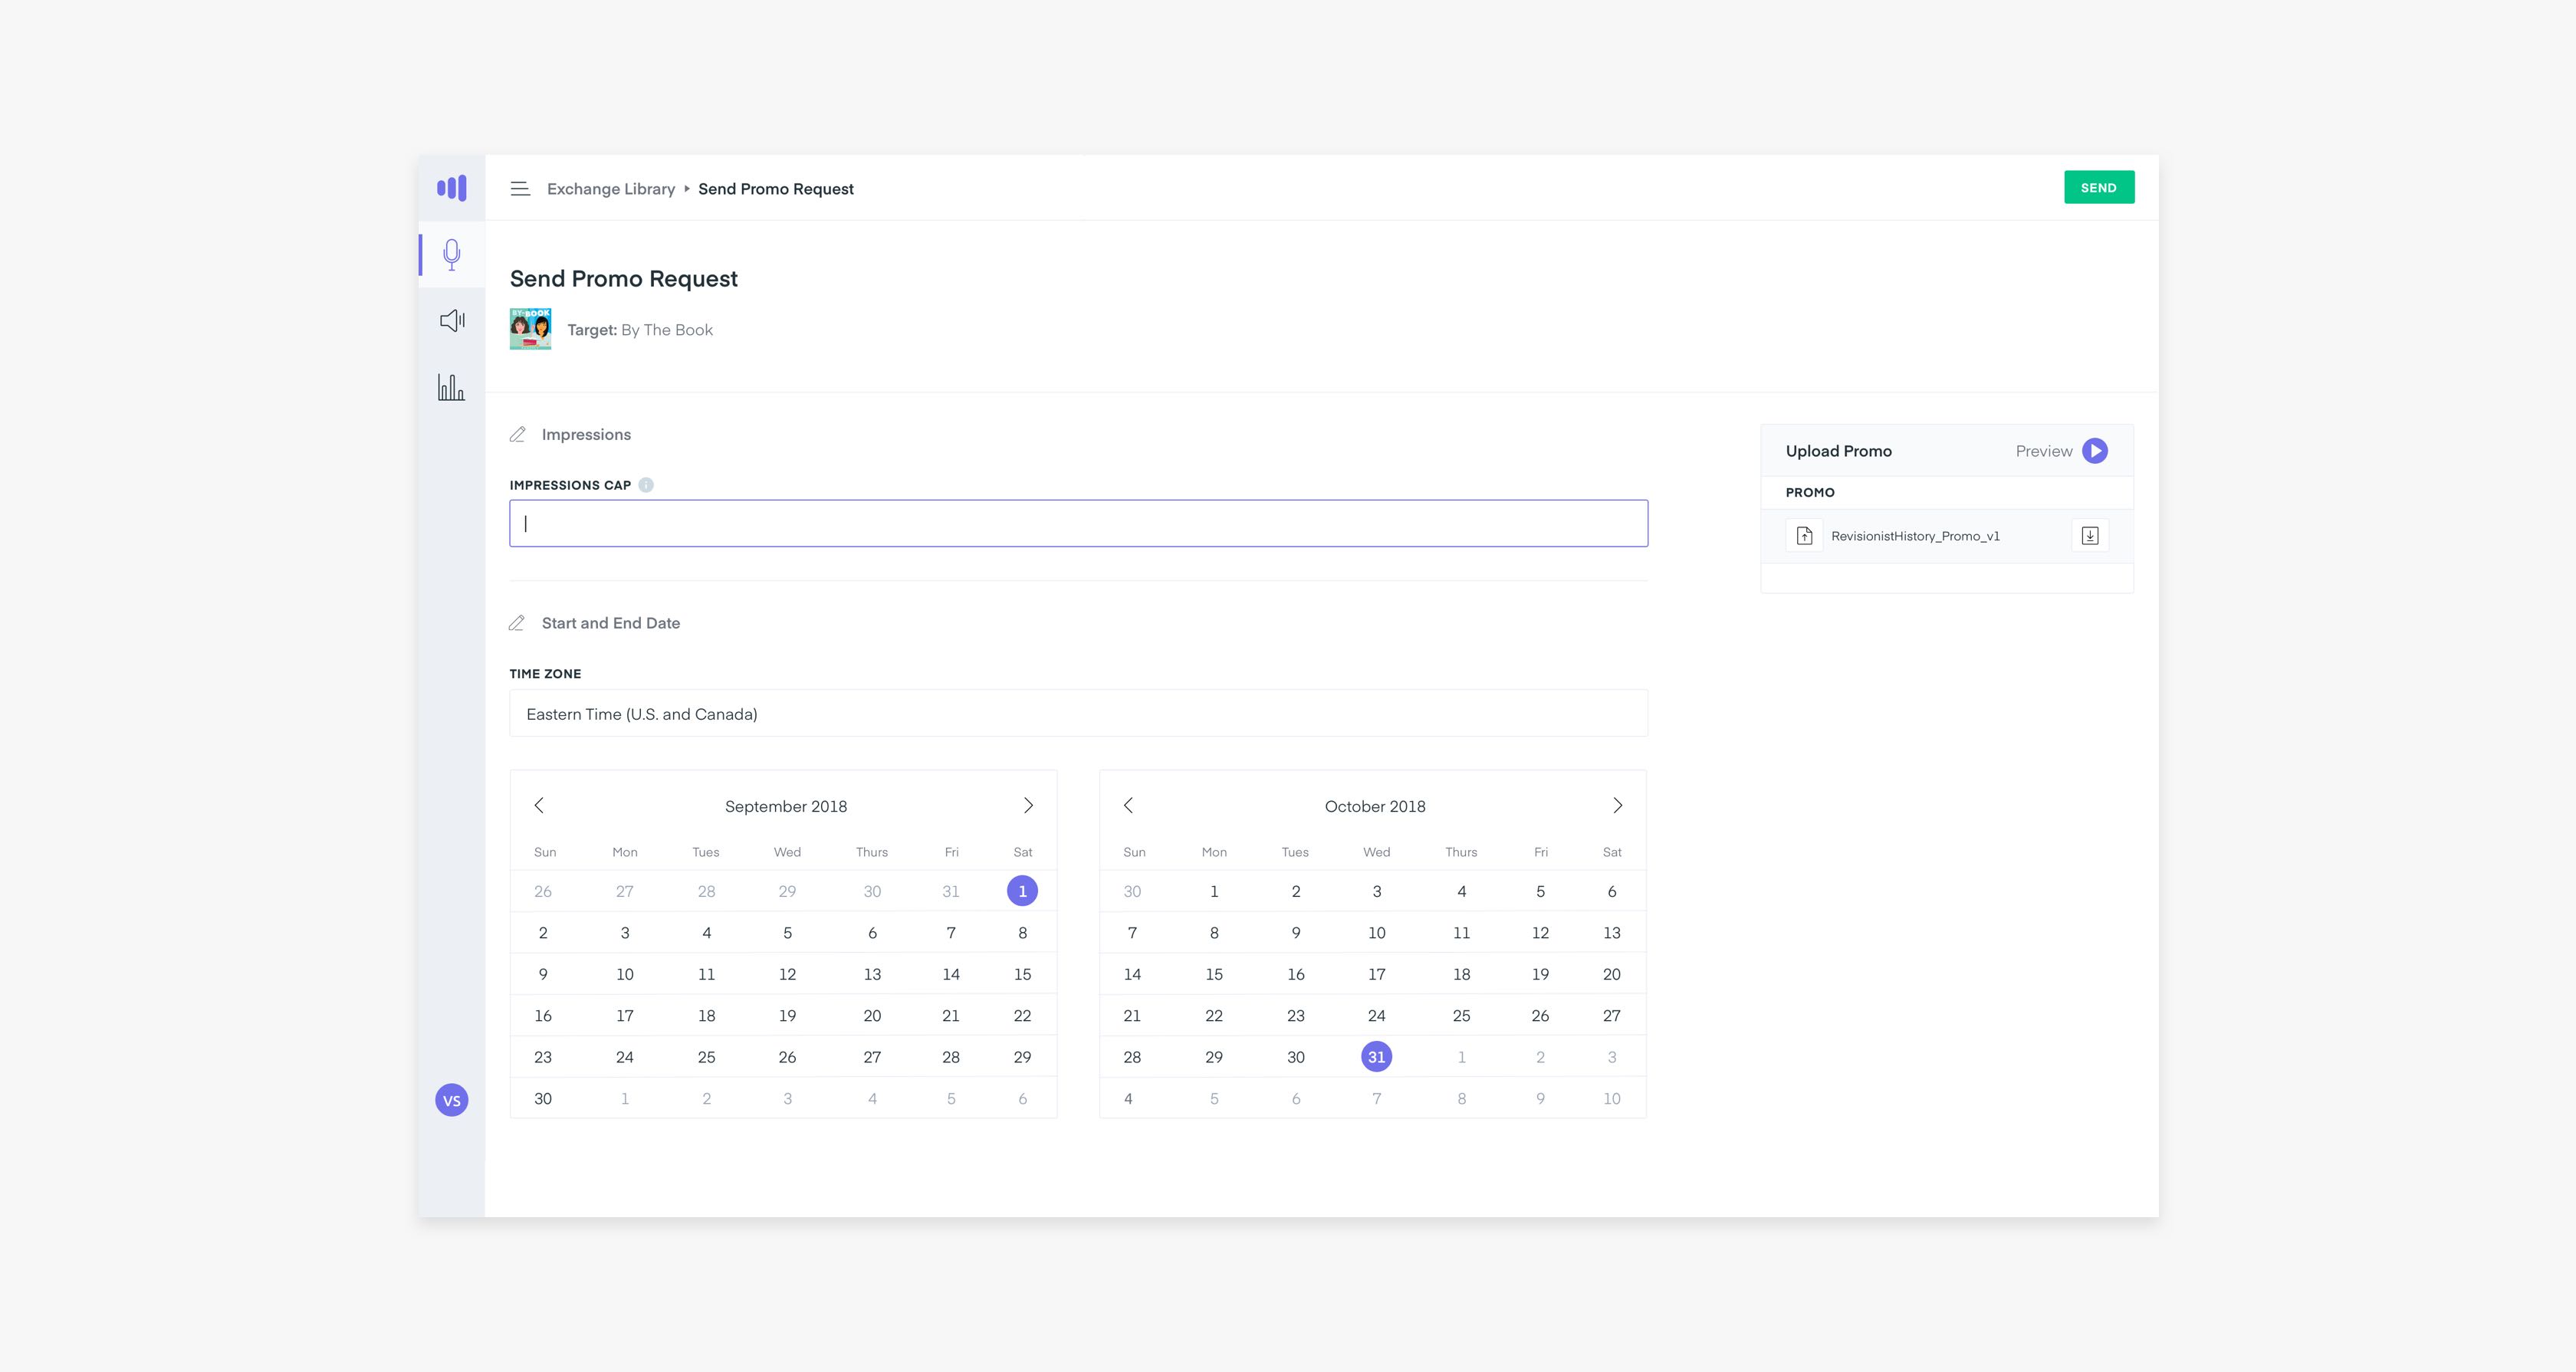 Exchange Library ▸ Send Promo Request
SEND
Send Promo Request
BY THE BOOK
Target: By The Book
Impressions
IMPRESSIONS CAP
Upload Promo Preview
PROMO
RevisionistHistory_Promo_v1
Start and End Date
TIME ZONE
Eastern Time (U.S. and Canada)
September 2018
Sun Mon Tues Wed Thurs Fri Sat
26 27 28 29 30 31 1
2 3 4 5 6 7 8
9 10 11 12 13 14 15
16 17 18 19 20 21 22
23 24 25 26 27 28 29
30 1 2 3 4 5 6
October 2018
Sun Mon Tues Wed Thurs Fri Sat
30 1 2 3 4 5 6
7 8 9 10 11 12 13
14 15 16 17 18 19 20
21 22 23 24 25 26 27
28 29 30 31 1 2 3
4 5 6 7 8 9 10
VS